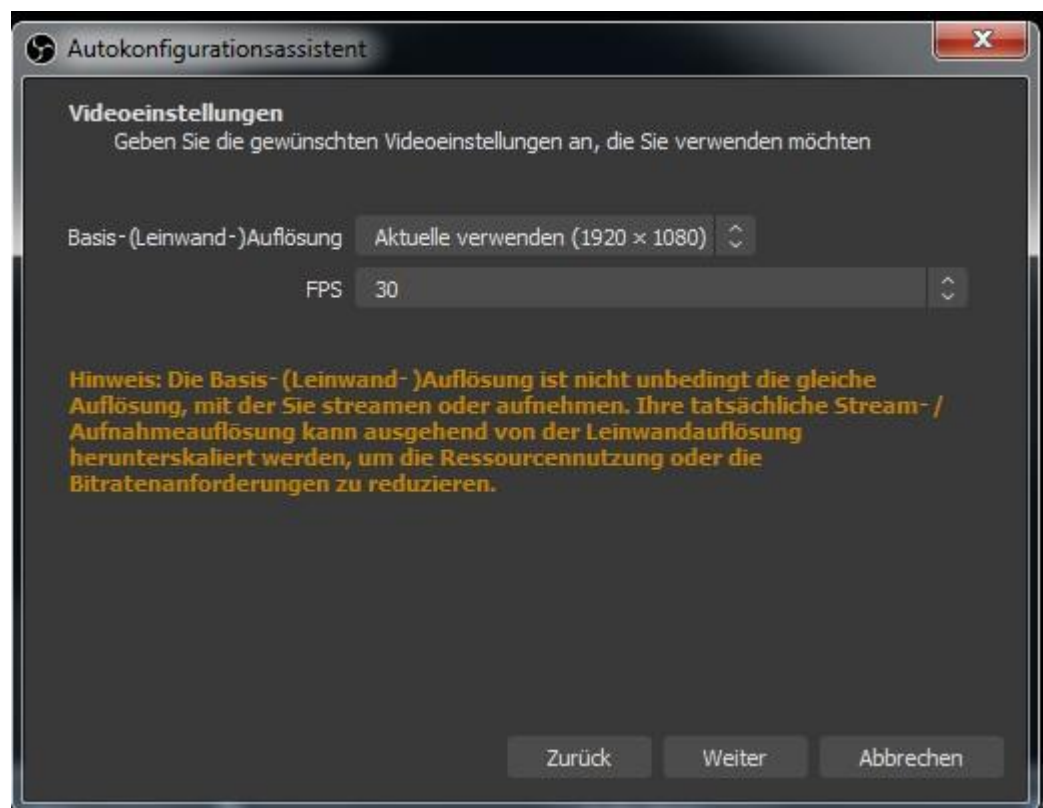 Autokonfigurationsassistent
Videoeinstellungen
Geben Sie die gewünschten Videoeinstellungen an, die Sie verwenden möchten
Basis-(Leinwand-)Auflösung Aktuelle verwenden (1920 × 1080)
FPS 30
Hinweis: Die Basis-(Leinwand-)Auflösung ist nicht unbedingt die gleiche
Auflösung, mit der Sie streamen oder aufnehmen. Ihre tatsächliche Stream-/
Aufnahmeauflösung kann ausgehend von der Leinwandauflösung
herunterskaliert werden, um die Ressourcennutzung oder die
Bitratenanforderungen zu reduzieren.
Zurück Weiter Abbrechen